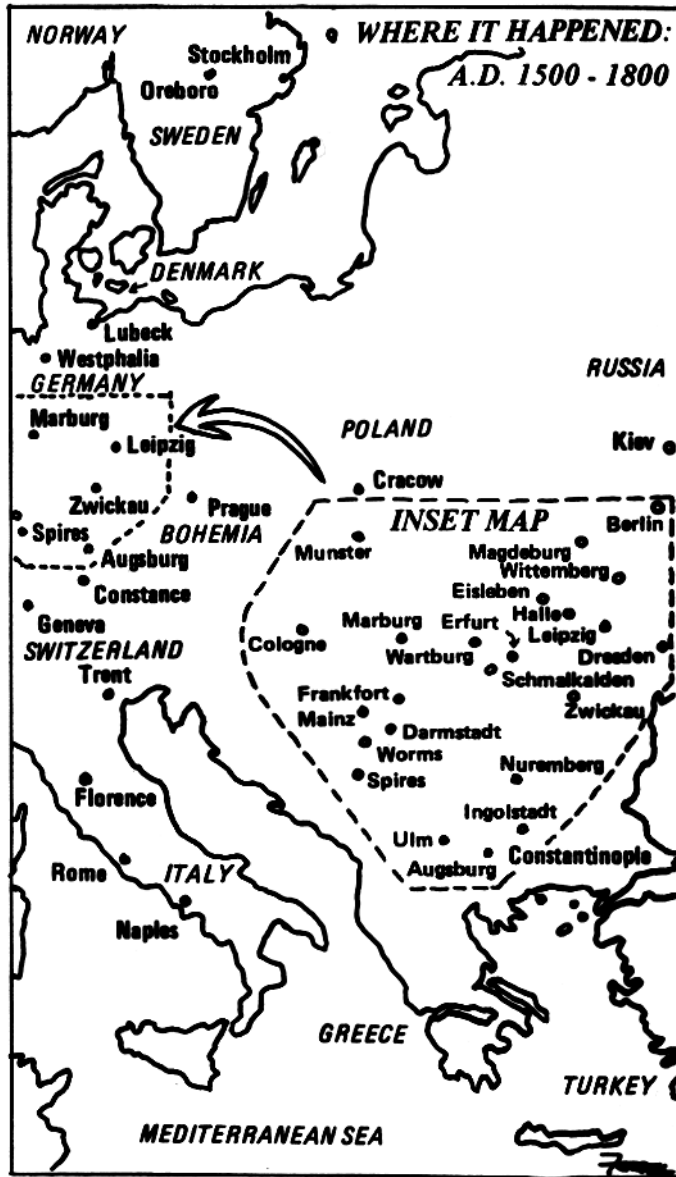 WHERE IT HAPPENED:
A.D. 1500 - 1800
NORWAY
Stockholm
Oreboro
SWEDEN
DENMARK
Lubeck
Westphalia
GERMANY
Marburg
Leipzig
Zwickau
Prague
Spires
BOHEMIA
Augsburg
Constance
Geneva
SWITZERLAND
Trent
Florence
Rome
ITALY
Naples
RUSSIA
POLAND
Kiev
Cracow
INSET MAP
Berlin
Munster
Magdeburg
Wittemberg
Eisleben
Halle
Marburg
Erfurt
Leipzig
Cologne
Wartburg
Dresden
Schmalkalden
Frankfort
Zwickau
Mainz
Darmstadt
Worms
Spires
Nuremberg
Ingolstadt
Ulm
Augsburg
Constantinople
GREECE
TURKEY
MEDITERRANEAN SEA